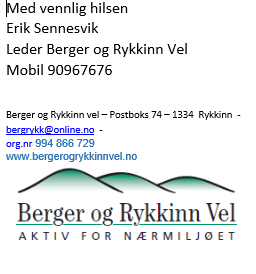 Med vennlig hilsen
Erik Sennesvik
Leder Berger og Rykkinn Vel
Mobil 90967676
Berger og Rykkinn vel – Postboks 74 – 1334 Rykkinn -
bergrykk@online.no -
org.nr 994 866 729
www.bergerogrykkinnvel.no
Berger og Rykkinn Vel
AKTIV FOR NÆRMILJØET